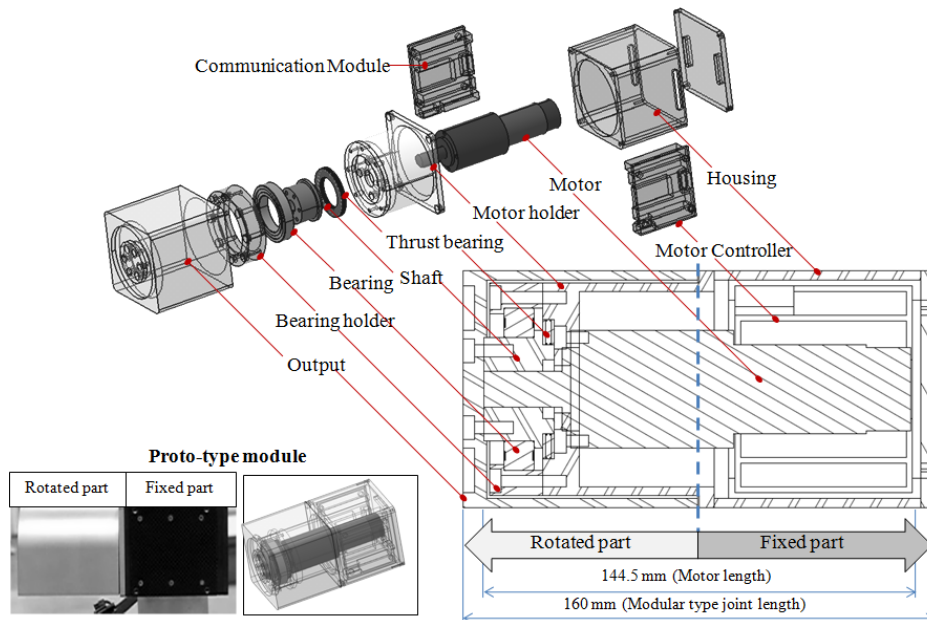 Communication Module
Motor
Housing
Motor holder
Thrust bearing
Motor Controller
Bearing
Shaft
Bearing holder
Output
Proto-type module
Rotated part
Fixed part
Rotated part
Fixed part
144.5 mm (Motor length)
160 mm (Modular type joint length)